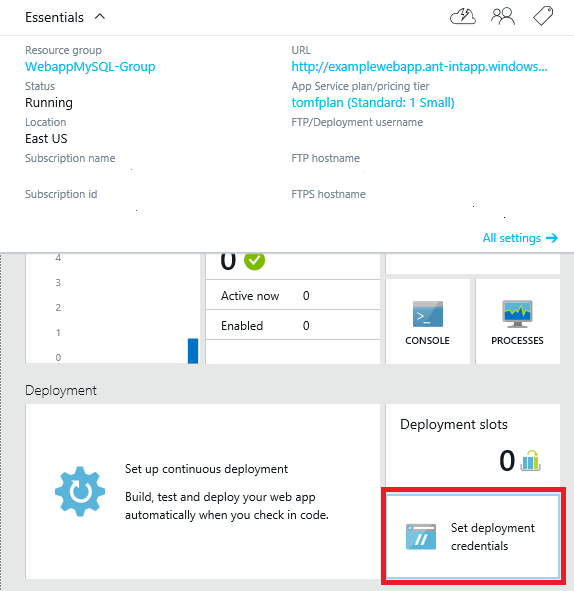 Essentials
Resource group
WebappMySQL-Group
Status
Running
Location
East US
Subscription name
Subscription id
URL
http://examplewebapp.ant-intapp.windows...
App Service plan/pricing tier
tomfplan (Standard: 1 Small)
FTP/Deployment username
FTP hostname
FTPS hostname
All settings →
4
3
2
1
0
0
Active now 0
Enabled 0
>_
CONSOLE
PROCESSES
Deployment
Set up continuous deployment
Build, test and deploy your web app
automatically when you check in code.
Deployment slots
0
//
Set deployment
credentials